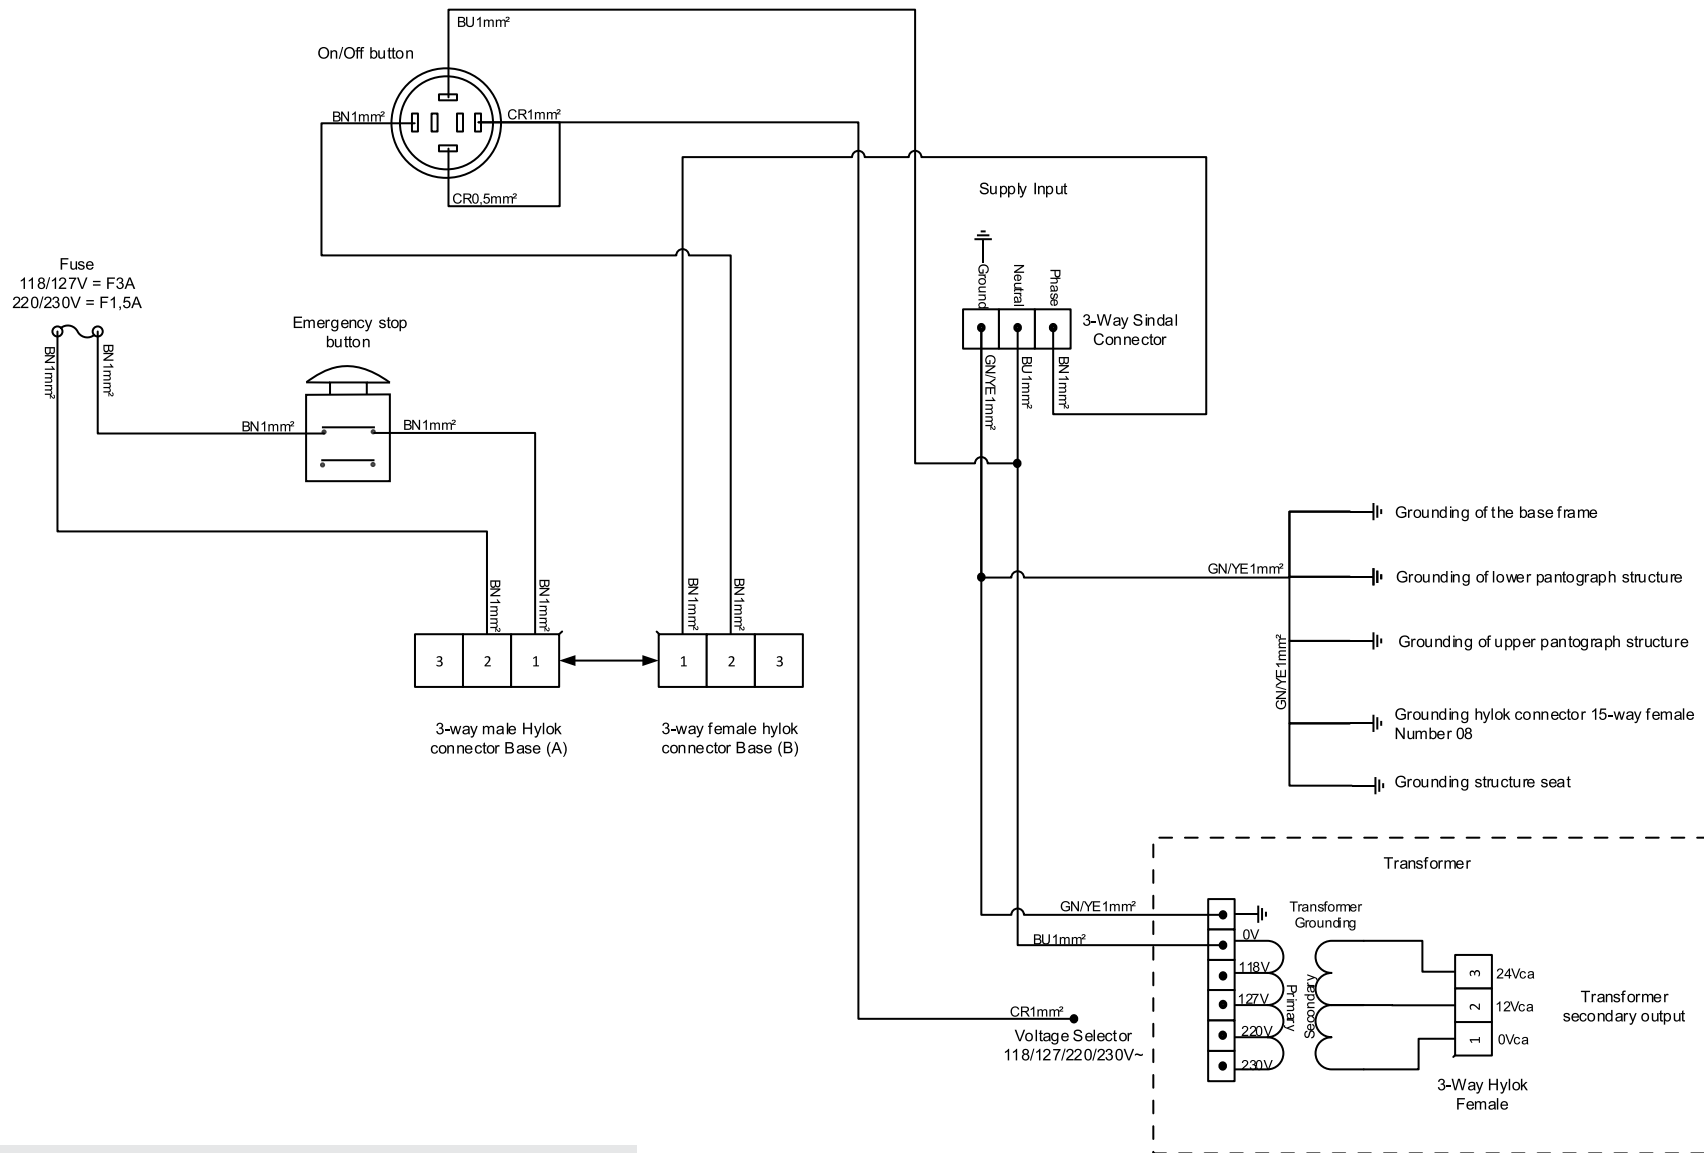 BU1mm²
On/Off button
BN1mm²
CR1mm²
CR0,5mm²
Supply Input
Ground
Neutral
Phase
3-Way Sindal
Connector
GN/YE1mm²
BU1mm²
BN1mm²
Fuse
118/127V = F3A
220/230V = F1,5A
BN1mm²
BN1mm²
Emergency stop
button
BN1mm²
BN1mm²
BN1mm²
BN1mm²
BN1mm²
BN1mm²
3
2
1
1
2
3
3-way male Hylok
connector Base (A)
3-way female hylok
connector Base (B)
GN/YE1mm²
GN/YE1mm²
Grounding of the base frame
Grounding of lower pantograph structure
Grounding of upper pantograph structure
Grounding hylok connector 15-way female
Number 08
Grounding structure seat
Transformer
GN/YE1mm²
BU1mm²
Transformer
Grounding
0V
118V
127V
220V
230V
Primary
Secondary
3
2
1
24Vca
12Vca
0Vca
Transformer
secondary output
3-Way Hylok
Female
CR1mm²
Voltage Selector
118/127/220/230V~